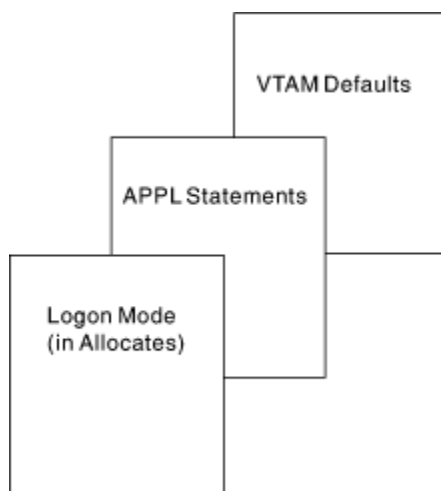 VTAM Defaults
APPL Statements
Logon Mode
(in Allocates)